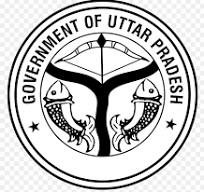 GOVERNMENT OF UTTAR PRADESH